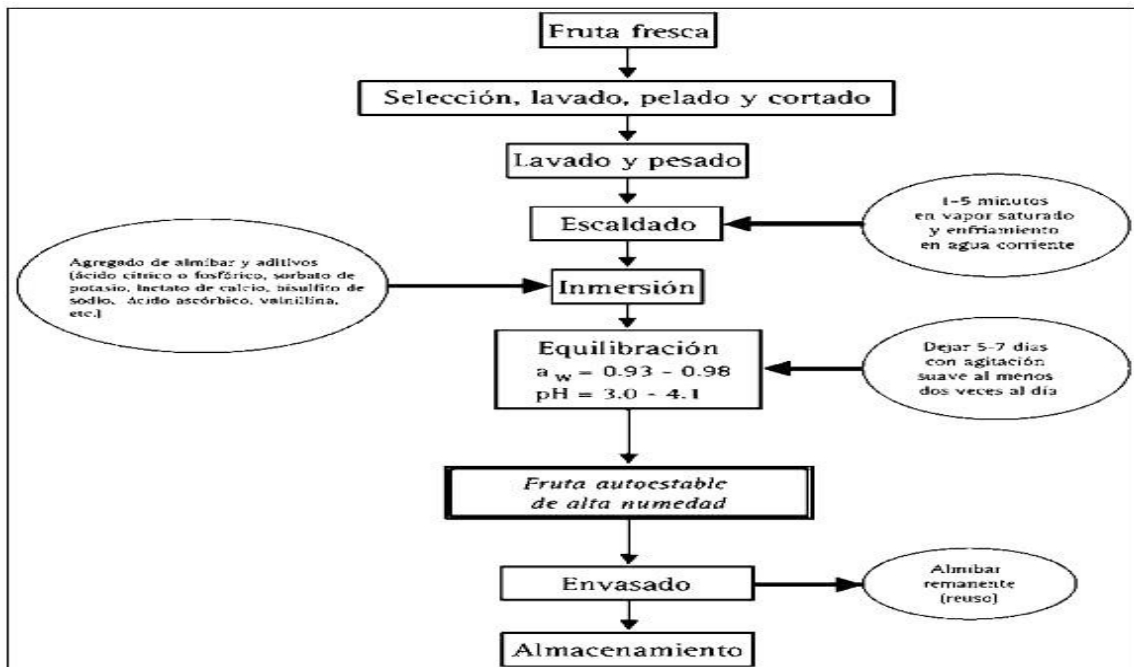 Fruta fresca
Selección, lavado, pelado y cortado
Lavado y pesado
Escaldado
1-5 minutos
en vapor saturado
y enfriamiento
en agua corriente
Agregado de almíbar y aditivos
(ácido cítrico o fosfórico, sorbato de
potasio, lactato de calcio, bisulfito de
sodio, ácido ascórbico, vainillina,
etc.)
Inmersión
Equilibración
a w = 0.93 - 0.98
pH = 3.0 - 4.1
Dejar 5-7 días
con agitación
suave al menos
dos veces al día
Fruta autoestable
de alta numedad
Envasado
Almíbar
remanente
(reuso)
Almacenamiento